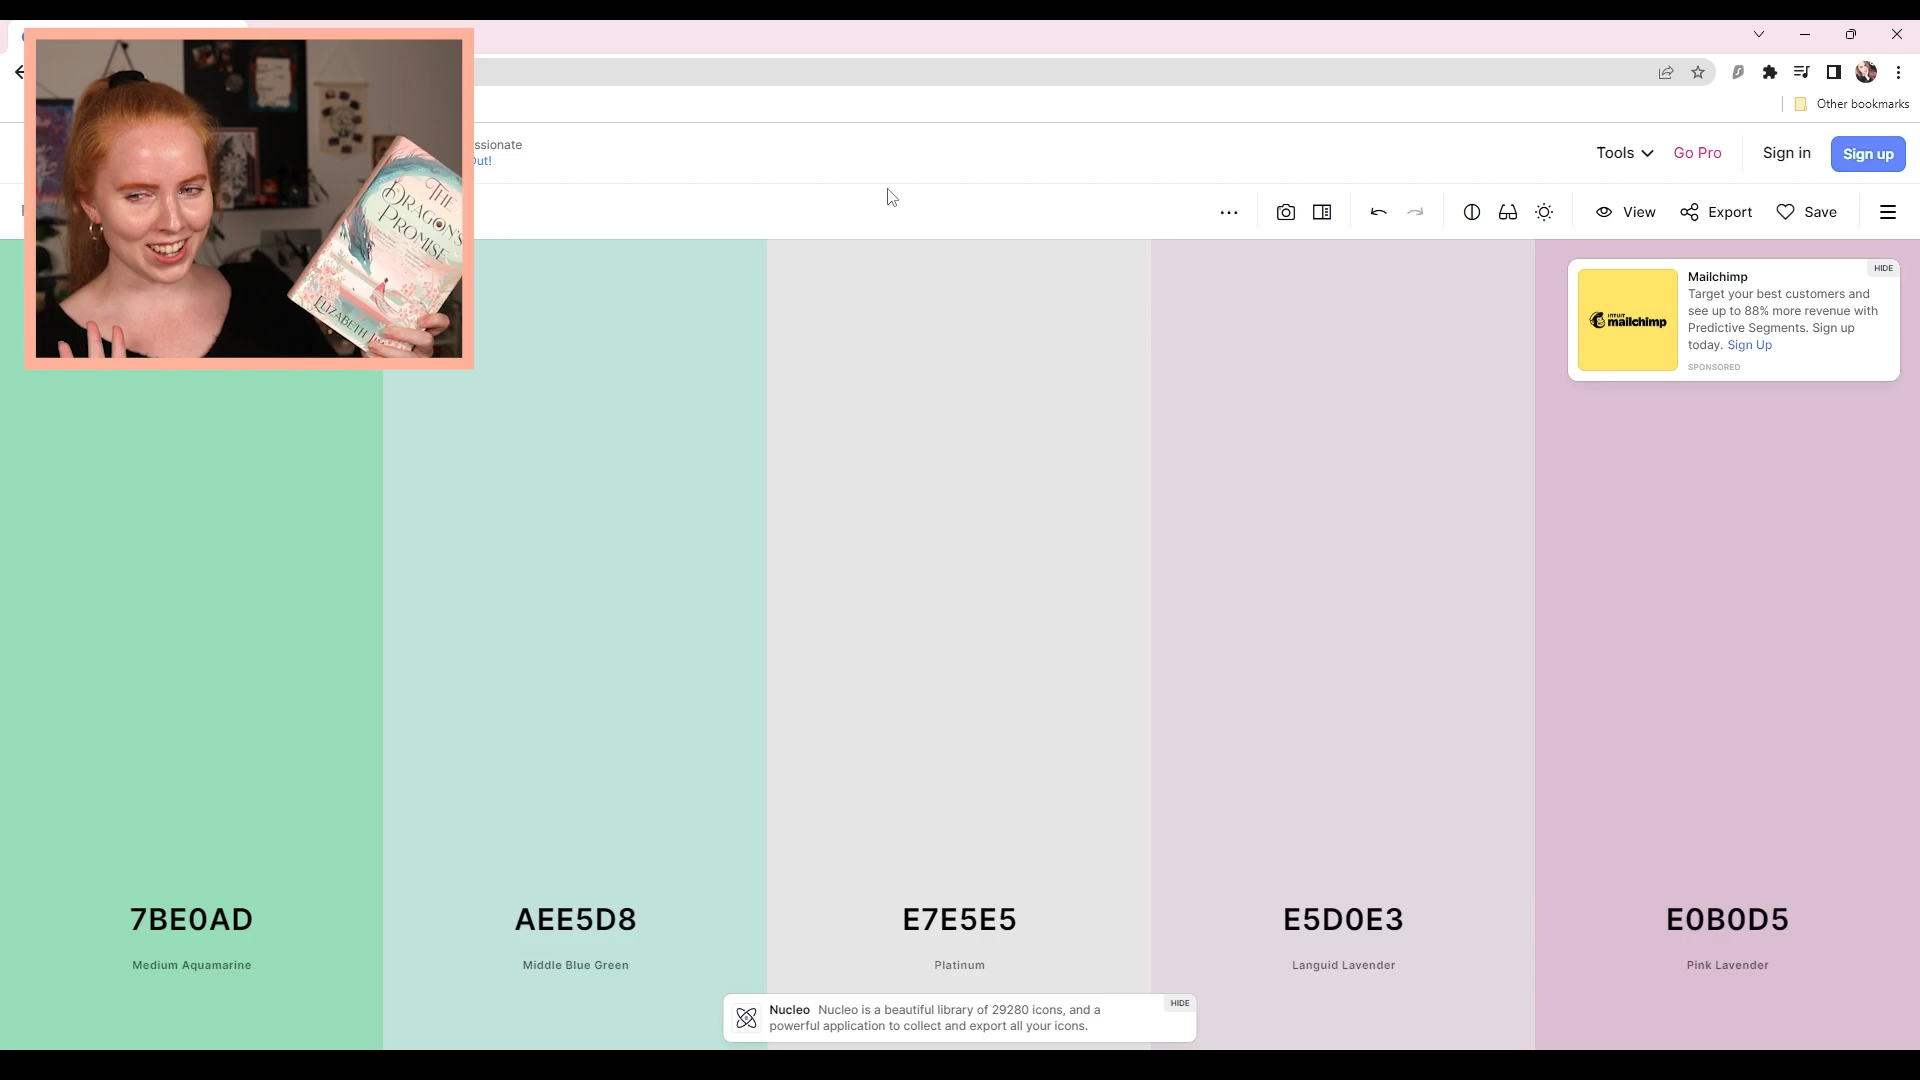 Other bookmarks
ssionate
Out!
Tools
Go Pro
Sign in
Sign up
View
Export
Save
THE
DRAGON'S
PROMISE
ELIZABETH
HIDE
Mailchimp
Target your best customers and
see up to 88% more revenue with
Predictive Segments. Sign up
today. Sign Up
SPONSORED
INTUIT
mailchimp
7BE0AD
Medium Aquamarine
AEE5D8
Middle Blue Green
E7E5E5
Platinum
E5D0E3
Languid Lavender
E0B0D5
Pink Lavender
HIDE
Nucleo Nucleo is a beautiful library of 29280 icons, and a
powerful application to collect and export all your icons.